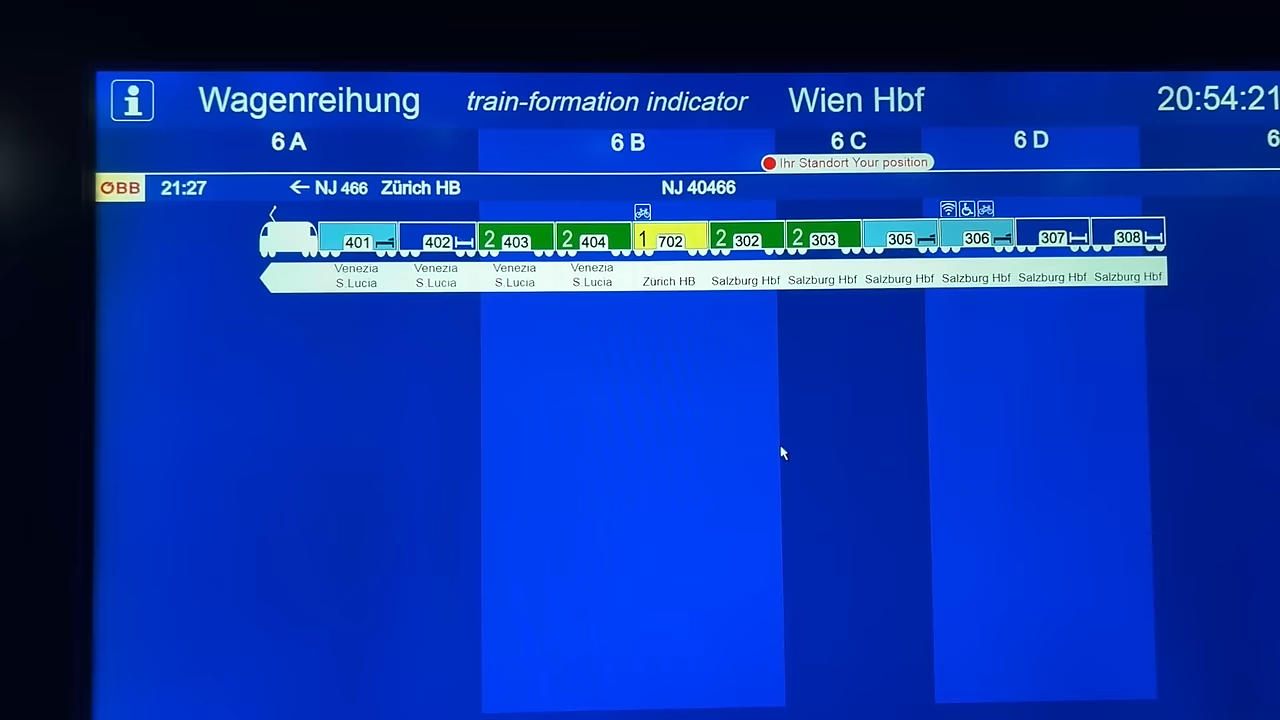 i Wagenreihung train-formation indicator Wien Hbf 20:54:21
6 A 6 B 6 C 6 D 6
Ihr Standort Your position
ÖBB 21:27 ← NJ 466 Zürich HB NJ 40466
401 402 2 403 2 404 1 702 2 302 2 303 305 306 307 308
Venezia Venezia Venezia Venezia
S.Lucia S.Lucia S.Lucia S.Lucia Zürich HB Salzburg Hbf Salzburg Hbf Salzburg Hbf Salzburg Hbf Salzburg Hbf Salzburg Hbf